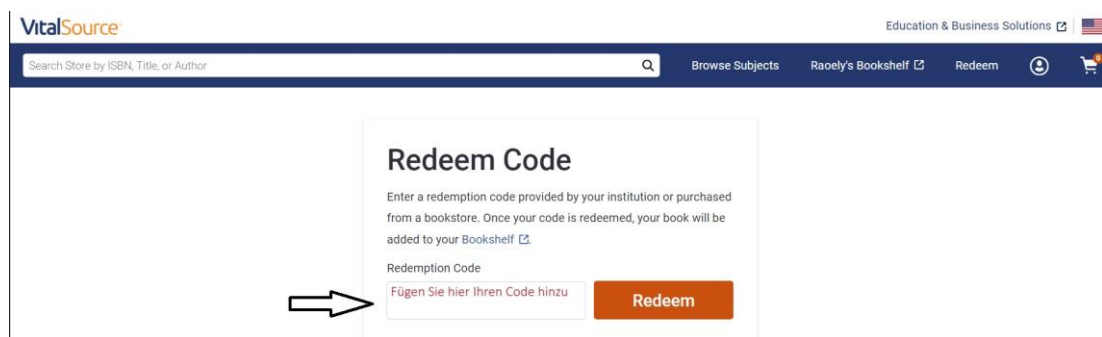 VitalSource
Education & Business Solutions
Search Store by ISBN, Title, or Author
Browse Subjects
Raoely's Bookshelf
Redeem
0
Redeem Code
Enter a redemption code provided by your institution or purchased
from a bookstore. Once your code is redeemed, your book will be
added to your Bookshelf.
Redemption Code
Fügen Sie hier Ihren Code hinzu
Redeem